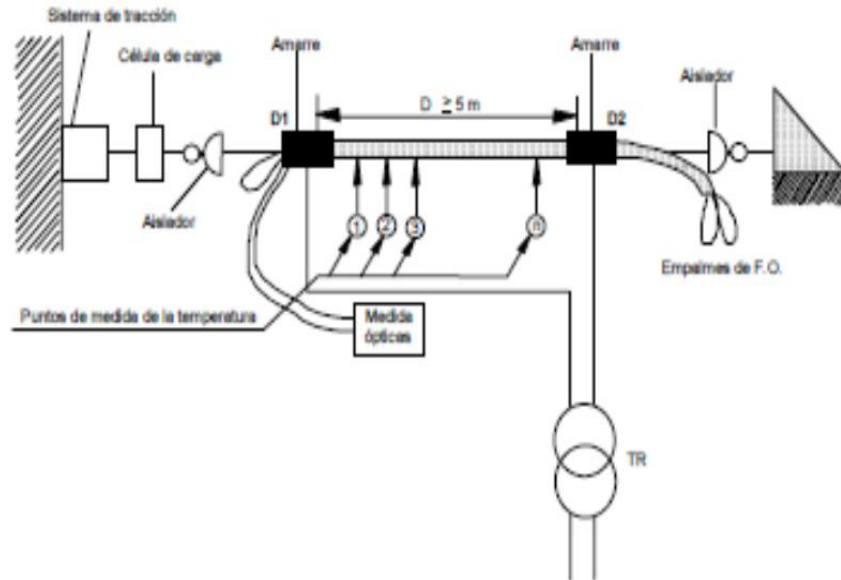 Sistema de tracción
Célula de carga
Amarre
Amarre
Aislador
D1
D ≥ 5 m
D2
Aislador
1
2
3
n
Empalmes de F.O.
Puntos de medida de la temperatura
Medida
ópticas
TR